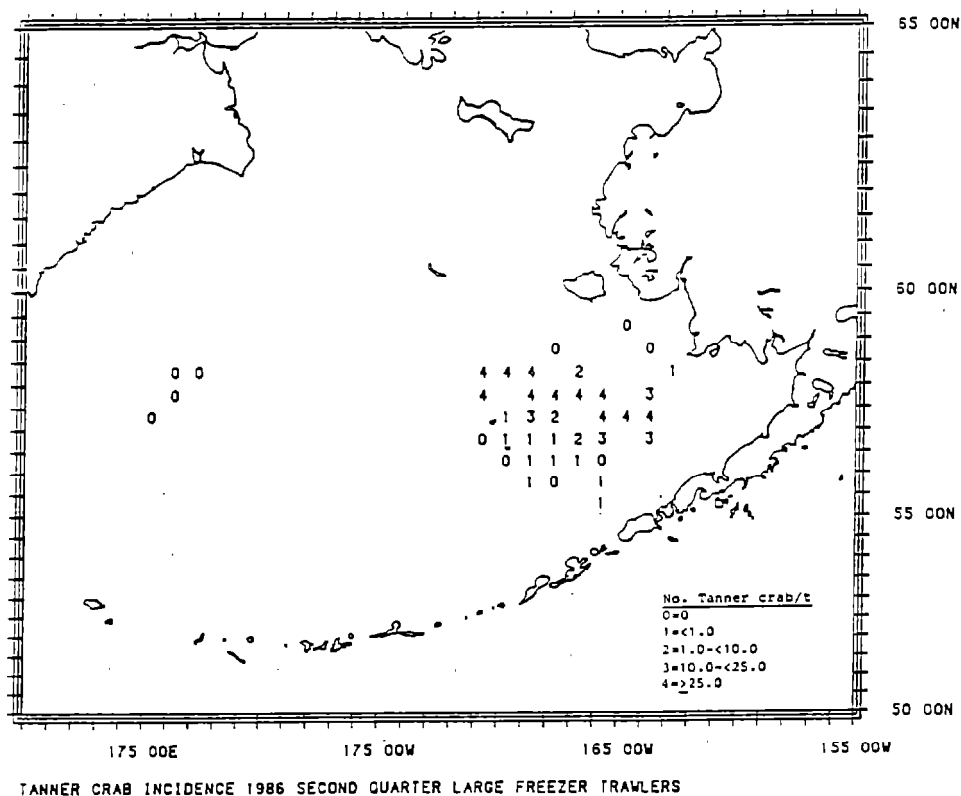 65 00N
60 00N
0
0 0
0 0 4 4 4 2 1
0 4 4 4 4 4 3
0 1 3 2 4 4 4
0 1 1 1 2 3 3
0 1 1 1 0
1 0 1
1
55 00N
No. Tanner crab/t
0=0
1=<1.0
2=1.0-<10.0
3=10.0-<25.0
4=≥25.0
50 00N
175 00E 175 00W 165 00W 155 00W
TANNER CRAB INCIDENCE 1986 SECOND QUARTER LARGE FREEZER TRAWLERS